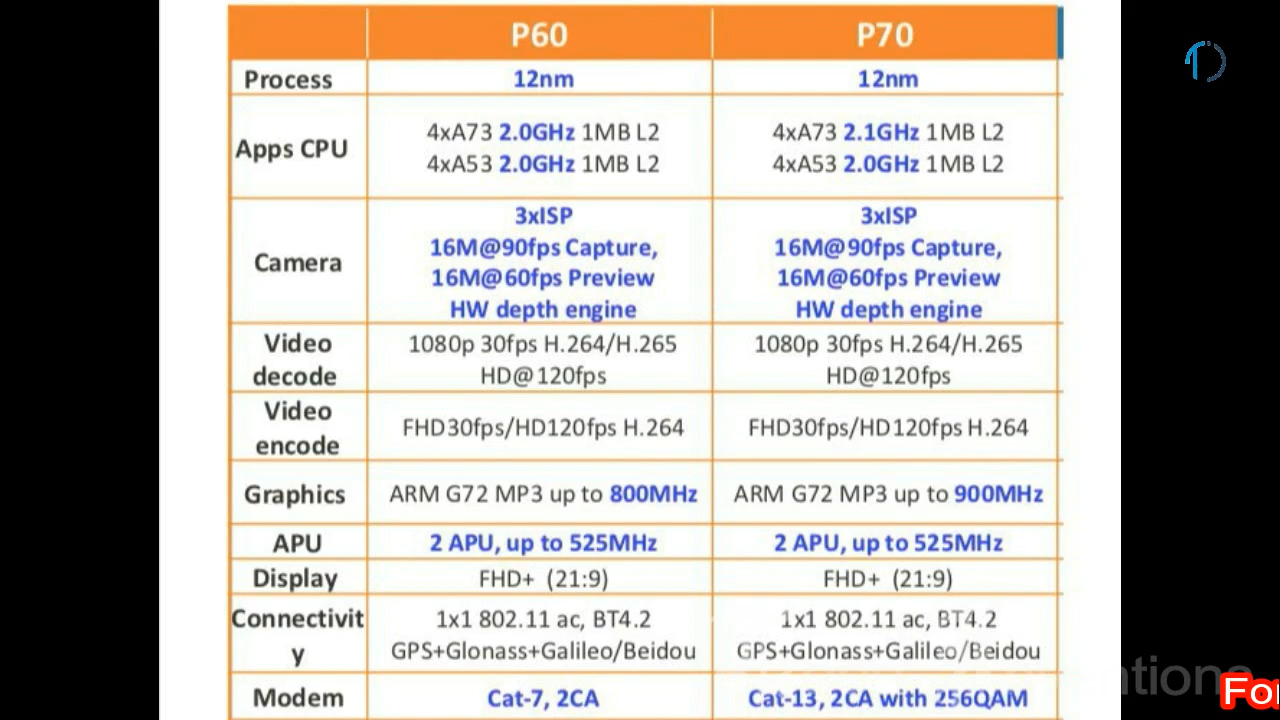 P60 P70
Process 12nm 12nm
Apps CPU 4xA73 2.0GHz 1MB L2 4xA73 2.1GHz 1MB L2
4xA53 2.0GHz 1MB L2 4xA53 2.0GHz 1MB L2
Camera 3xISP 3xISP
16M@90fps Capture, 16M@90fps Capture,
16M@60fps Preview 16M@60fps Preview
HW depth engine HW depth engine
Video 1080p 30fps H.264/H.265 1080p 30fps H.264/H.265
decode HD@120fps HD@120fps
Video
encode FHD30fps/HD120fps H.264 FHD30fps/HD120fps H.264
Graphics ARM G72 MP3 up to 800MHz ARM G72 MP3 up to 900MHz
APU 2 APU, up to 525MHz 2 APU, up to 525MHz
Display FHD+ (21:9) FHD+ (21:9)
Connectivit 1x1 802.11 ac, BT4.2 1x1 802.11 ac, BT4.2
y GPS+Glonass+Galileo/Beidou GPS+Glonass+Galileo/Beidou
Modem Cat-7, 2CA Cat-13, 2CA with 256QAM